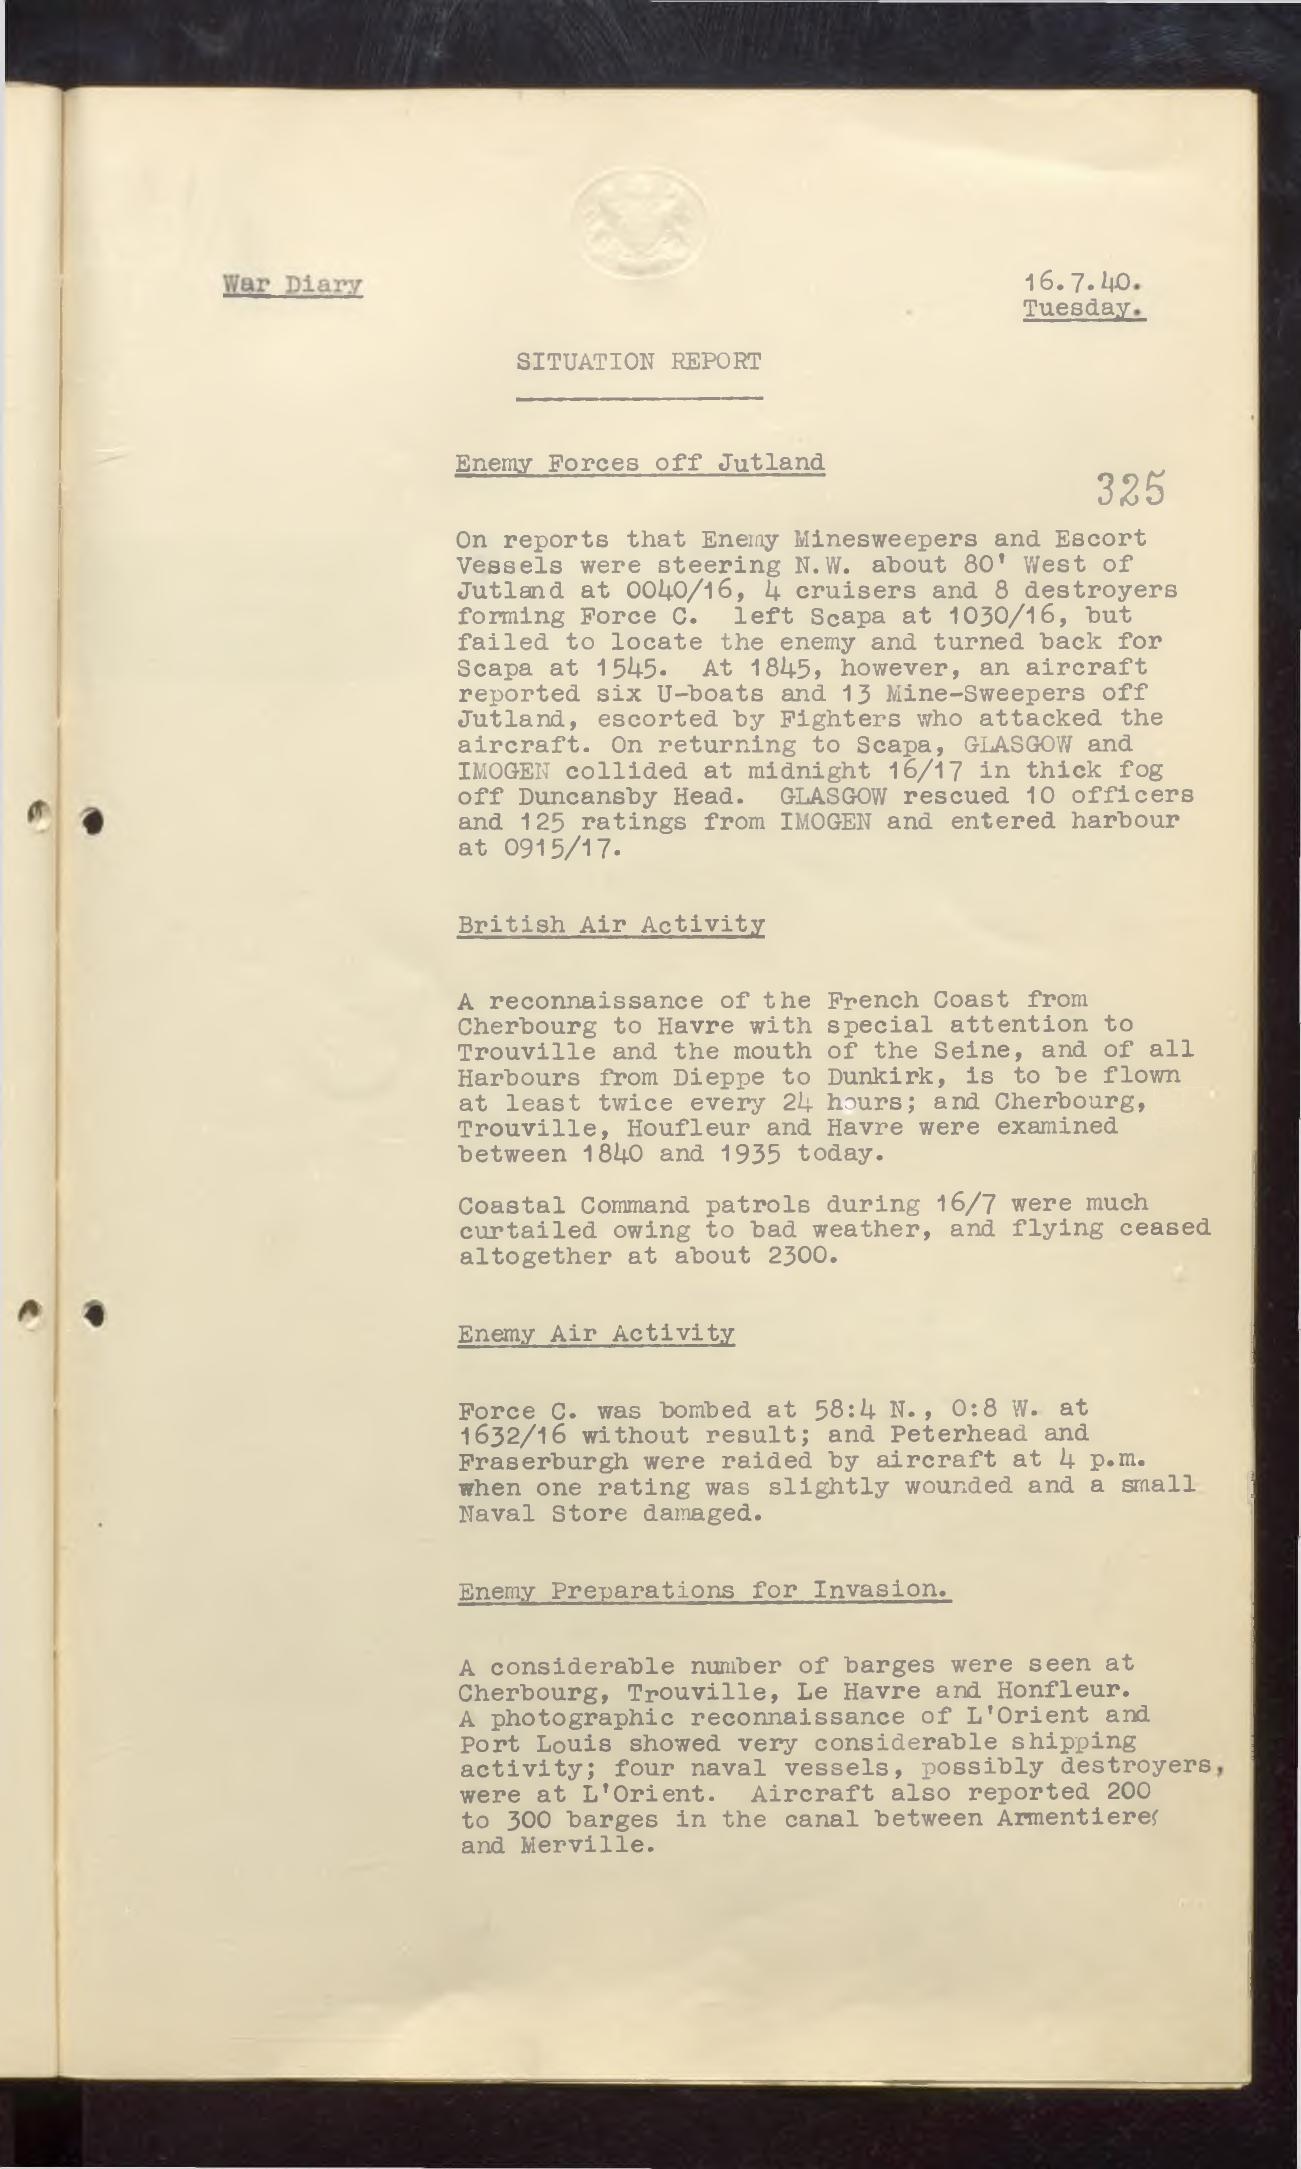 War Diary
16.7.40.
Tuesday.
SITUATION REPORT
Enemy Forces off Jutland
325
On reports that Enemy Minesweepers and Escort
Vessels were steering N.W. about 80' West of
Jutland at 0040/16, 4 cruisers and 8 destroyers
forming Force C. left Scapa at 1030/16, but
failed to locate the enemy and turned back for
Scapa at 1545. At 1845, however, an aircraft
reported six U-boats and 13 Mine-Sweepers off
Jutland, escorted by Fighters who attacked the
aircraft. On returning to Scapa, GLASGOW and
IMOGEN collided at midnight 16/17 in thick fog
off Duncansby Head. GLASGOW rescued 10 officers
and 125 ratings from IMOGEN and entered harbour
at 0915/17.
British Air Activity
A reconnaissance of the French Coast from
Cherbourg to Havre with special attention to
Trouville and the mouth of the Seine, and of all
Harbours from Dieppe to Dunkirk, is to be flown
at least twice every 24 hours; and Cherbourg,
Trouville, Houfleur and Havre were examined
between 1840 and 1935 today.
Coastal Command patrols during 16/7 were much
curtailed owing to bad weather, and flying ceased
altogether at about 2300.
Enemy Air Activity
Force C. was bombed at 58:4 N., 0:8 W. at
1632/16 without result; and Peterhead and
Fraserburgh were raided by aircraft at 4 p.m.
when one rating was slightly wounded and a small
Naval Store damaged.
Enemy Preparations for Invasion.
A considerable number of barges were seen at
Cherbourg, Trouville, Le Havre and Honfleur.
A photographic reconnaissance of L'Orient and
Port Louis showed very considerable shipping
activity; four naval vessels, possibly destroyers,
were at L'Orient. Aircraft also reported 200
to 300 barges in the canal between Armentieres
and Merville.